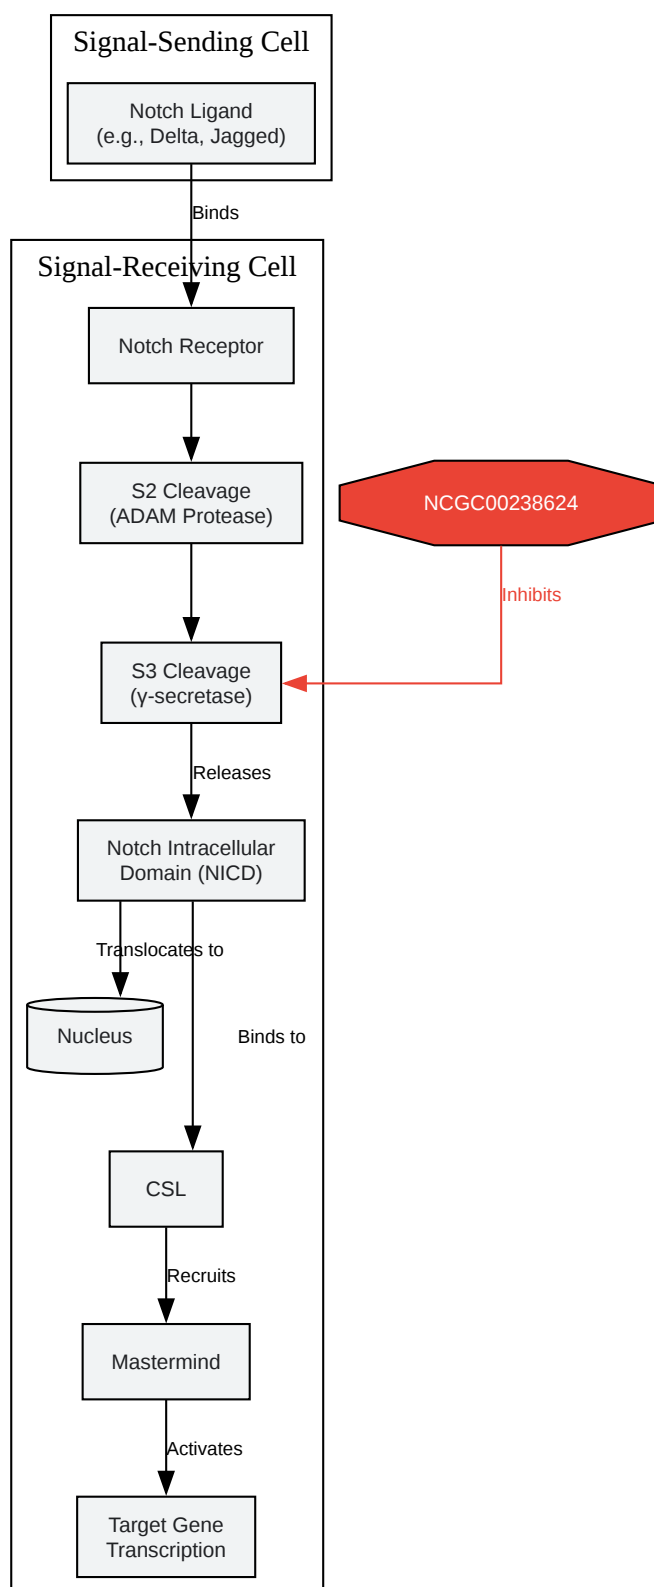 Signal-Sending Cell
Notch Ligand
(e.g., Delta, Jagged)
Binds
Signal-Receiving Cell
Notch Receptor
S2 Cleavage
(ADAM Protease)
NCGC00238624
Inhibits
S3 Cleavage
(γ-secretase)
Releases
Notch Intracellular
Domain (NICD)
Translocates to
Nucleus
Binds to
CSL
Recruits
Mastermind
Activates
Target Gene
Transcription